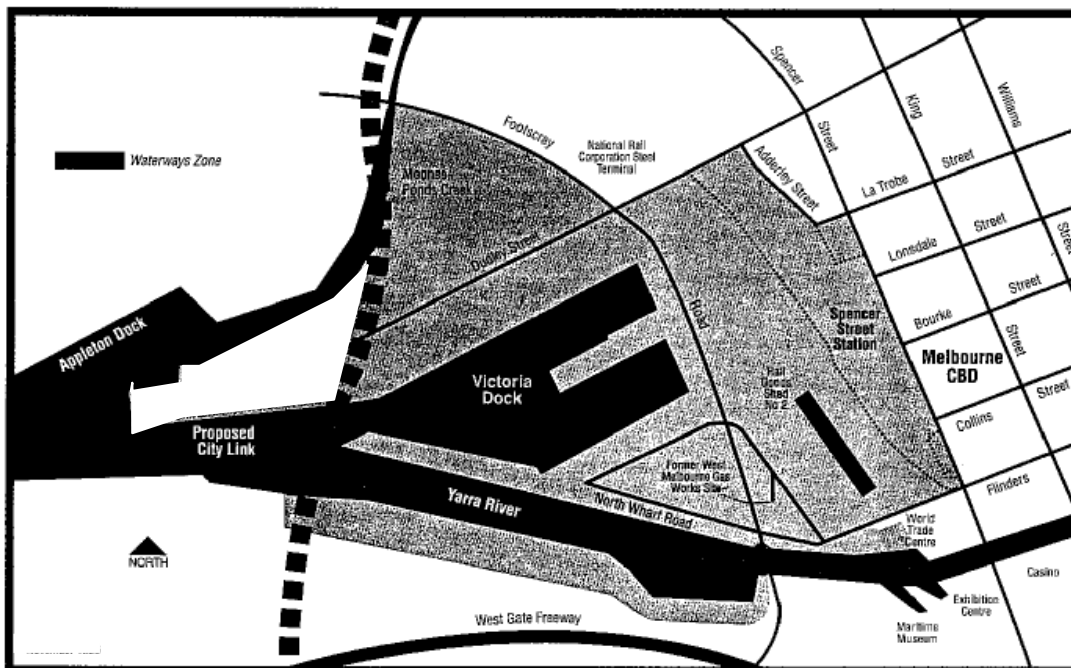 Spencer
Street
King
Street
Williams
Street
Footscray
Road
National Rail
Corporation Steel
Terminal
Adderley Street
La Trobe
Street
Waterways Zone
Moonee
Ponds Creek
Dudley Street
Lonsdale
Street
Bourke
Street
Spencer
Street
Station
Melbourne
CBD
Street
Appleton Dock
Victoria
Dock
Rail
Goods
Shed
No 2
Collins
Street
Proposed
City Link
Former West
Melbourne Gas
Works Site
Yarra River
North Wharf Road
Flinders
World
Trade
Centre
NORTH
Casino
Exhibition
Centre
Maritime
Museum
West Gate Freeway